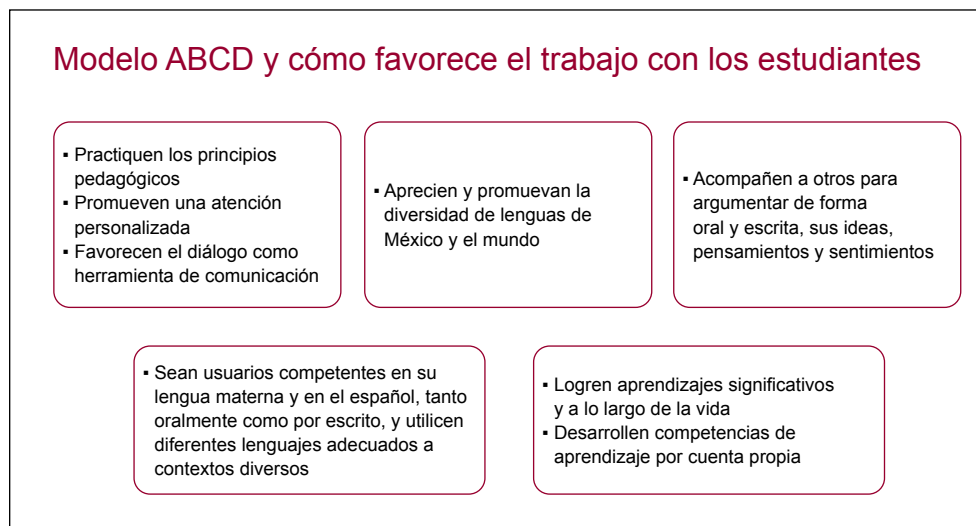 Modelo ABCD y cómo favorece el trabajo con los estudiantes
▪ Practiquen los principios
pedagógicos
▪ Promueven una atención
personalizada
▪ Favorecen el diálogo como
herramienta de comunicación
▪ Aprecien y promuevan la
diversidad de lenguas de
México y el mundo
▪ Acompañen a otros para
argumentar de forma
oral y escrita, sus ideas,
pensamientos y sentimientos
▪ Sean usuarios competentes en su
lengua materna y en el español, tanto
oralmente como por escrito, y utilicen
diferentes lenguajes adecuados a
contextos diversos
▪ Logren aprendizajes significativos
y a lo largo de la vida
▪ Desarrollen competencias de
aprendizaje por cuenta propia